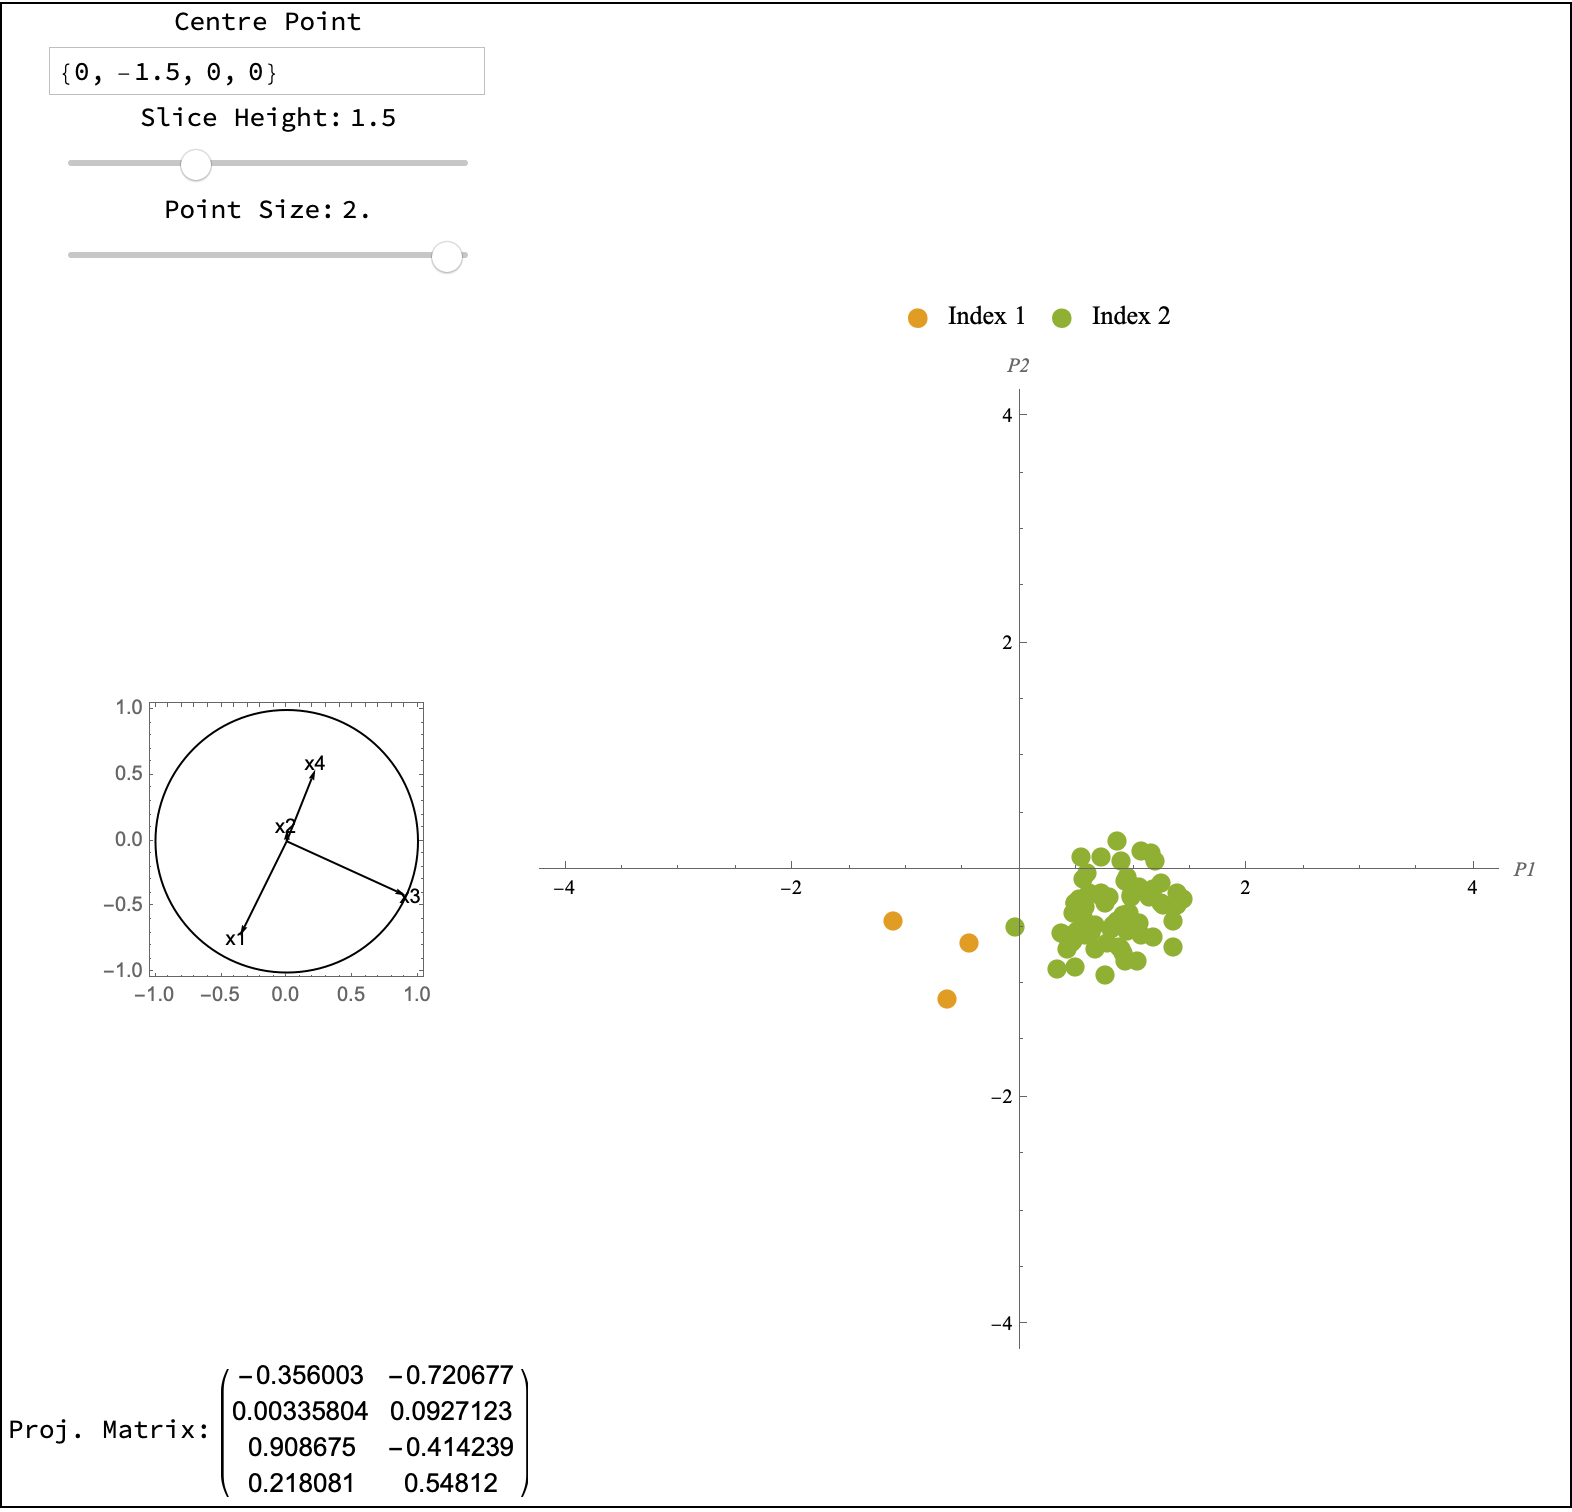 Centre Point
{0, -1.5, 0, 0}
Slice Height: 1.5
Point Size: 2.
Index 1 Index 2
P2
4
2
-4 -2 2 4 P1
-2
-4
1.0
0.5
0.0
-0.5
-1.0
-1.0 -0.5 0.0 0.5 1.0
x4
x2
x3
x1
Proj. Matrix:
-0.356003 -0.720677
0.00335804 0.0927123
0.908675 -0.414239
0.218081 0.54812